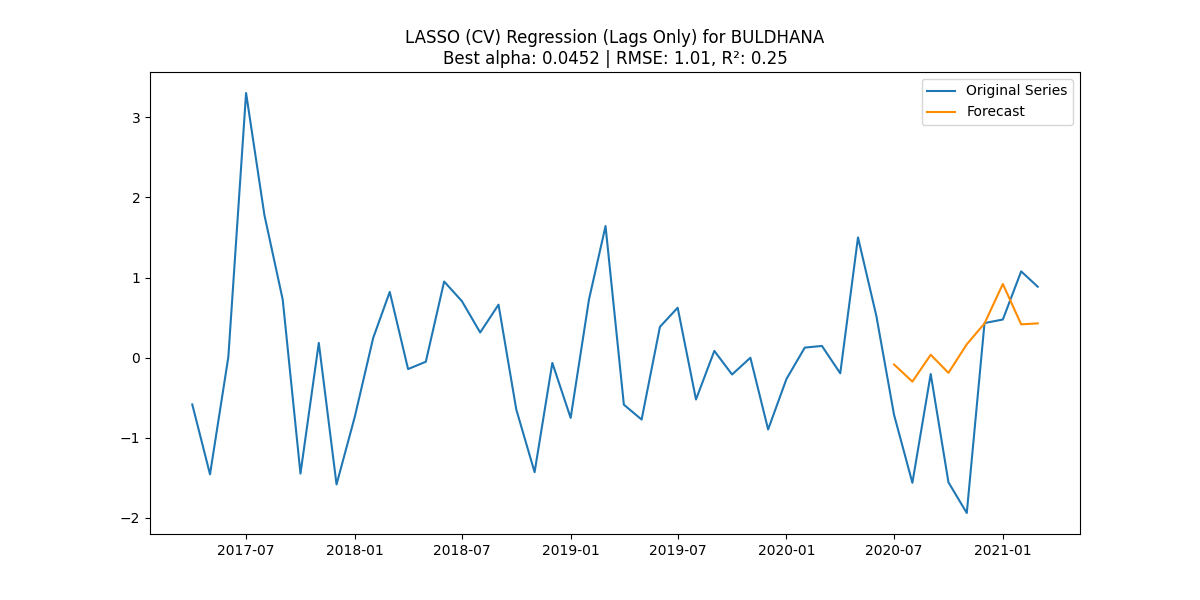 LASSO (CV) Regression (Lags Only) for BULDHANA
Best alpha: 0.0452 | RMSE: 1.01, R²: 0.25
Original Series
Forecast
3
2
1
0
−1
−2
2017-07 2018-01 2018-07 2019-01 2019-07 2020-01 2020-07 2021-01